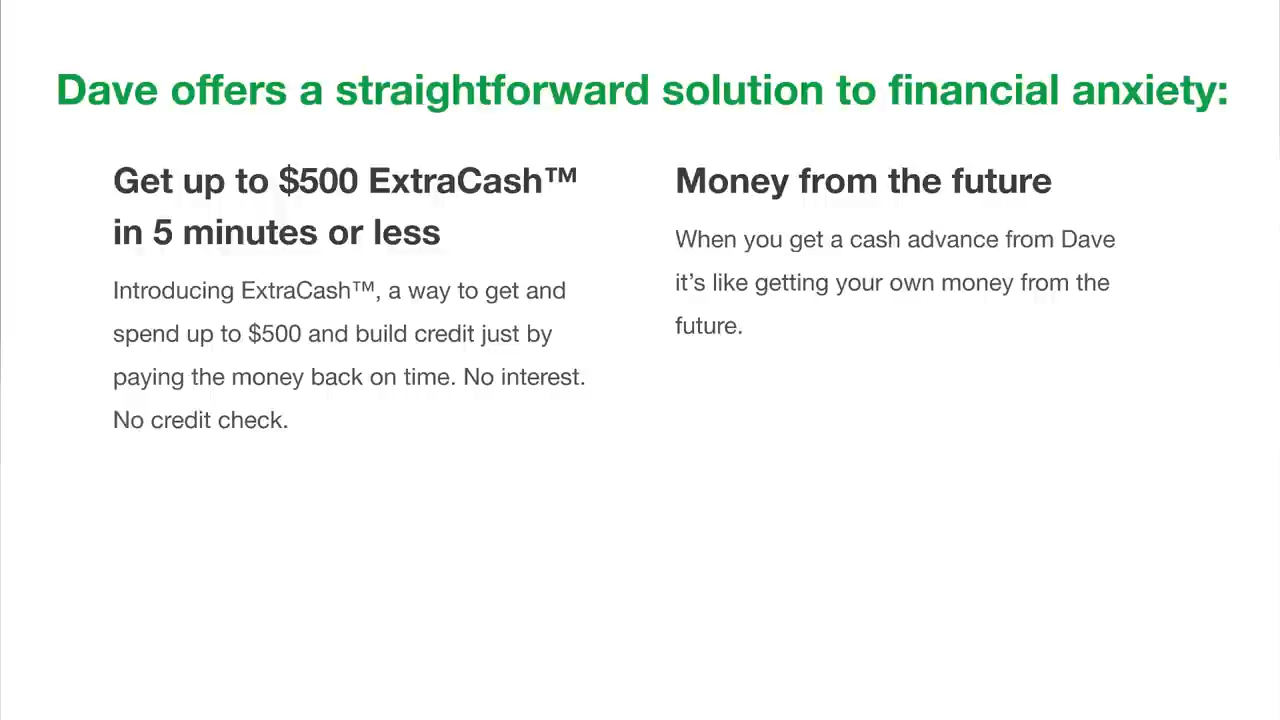 Dave offers a straightforward solution to financial anxiety:
Get up to $500 ExtraCash™
in 5 minutes or less
Introducing ExtraCash™, a way to get and
spend up to $500 and build credit just by
paying the money back on time. No interest.
No credit check.
Money from the future
When you get a cash advance from Dave
it’s like getting your own money from the
future.